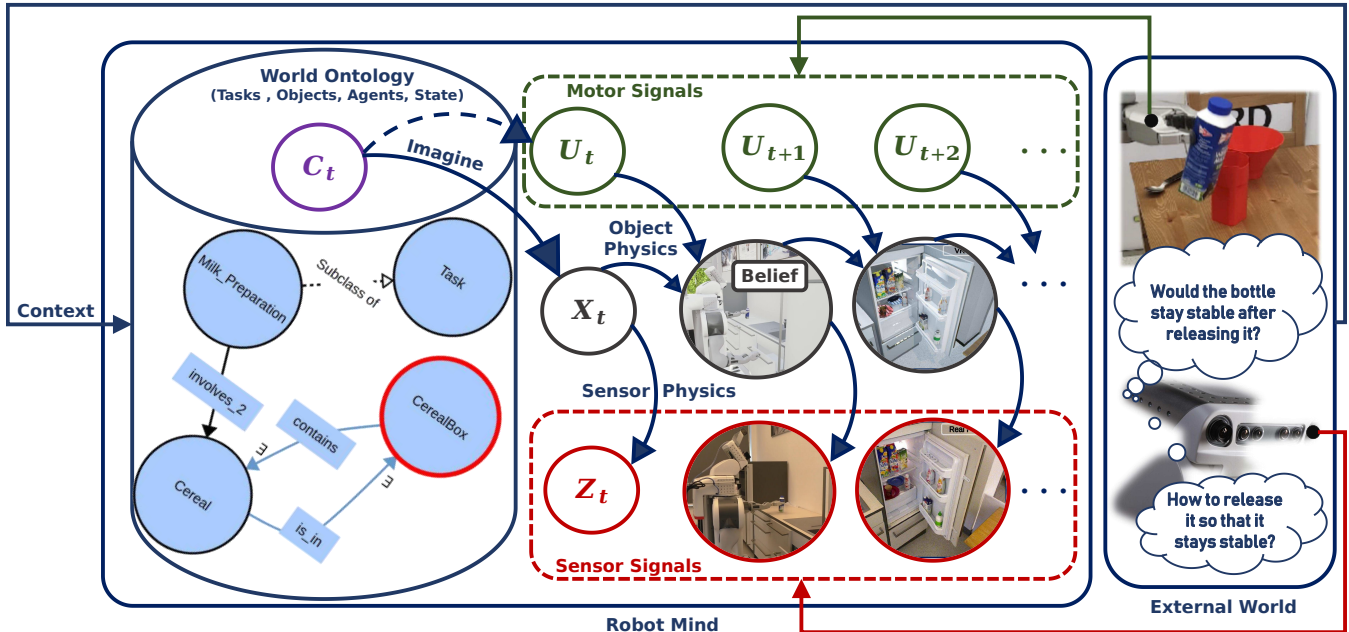 World Ontology
(Tasks , Objects, Agents, State)
C_t
Imagine
Motor Signals
U_t
U_{t+1}
U_{t+2}
. . .
Object
Physics
Belief
X_t
. . .
Sensor Physics
Z_t
. . .
Sensor Signals
Milk_Preparation
Subclass of
Task
involves_2
contains
CerealBox
∃
∃
Cereal
is_in
Context
Robot Mind
Would the bottle
stay stable after
releasing it?
How to release
it so that it
stays stable?
External World